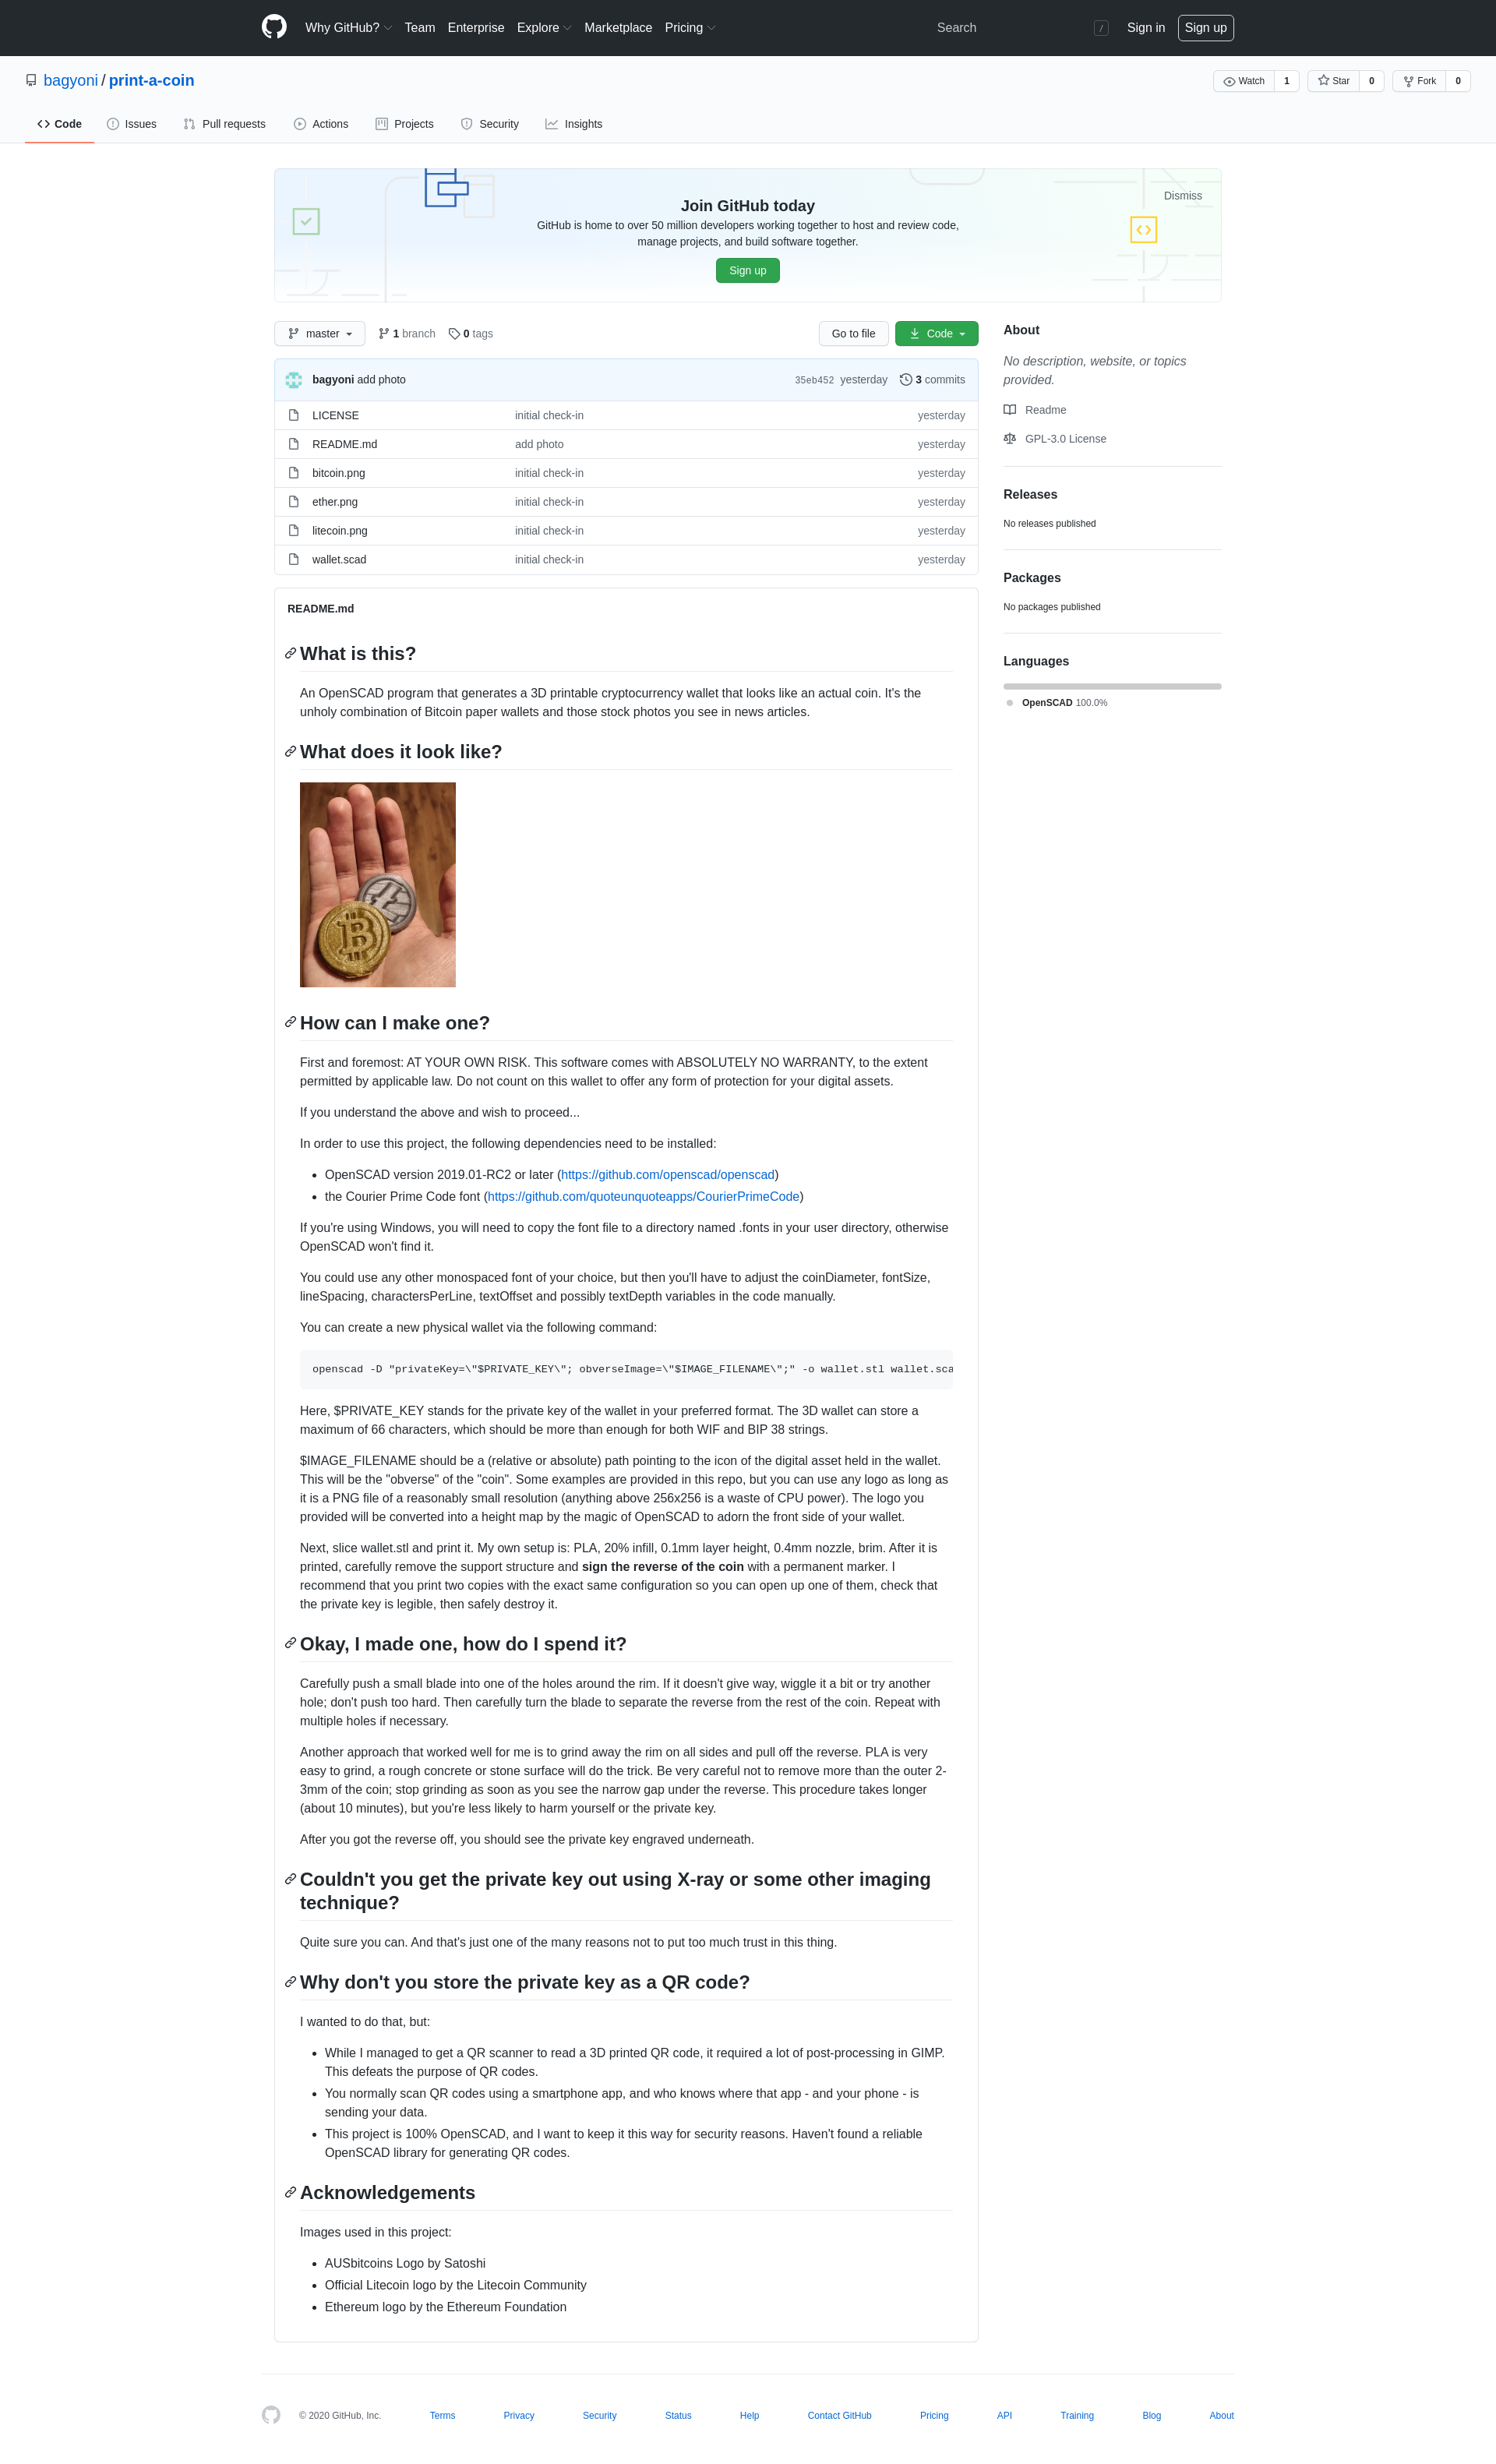 Why GitHub? Team Enterprise Explore Marketplace Pricing Search / Sign in Sign up
bagyoni / print-a-coin Watch 1 Star 0 Fork 0
Code Issues Pull requests Actions Projects Security Insights
Dismiss
Join GitHub today
GitHub is home to over 50 million developers working together to host and review code,
manage projects, and build software together.
Sign up
master 1 branch 0 tags Go to file Code
bagyoni add photo 35eb452 yesterday 3 commits
LICENSE initial check-in yesterday
README.md add photo yesterday
bitcoin.png initial check-in yesterday
ether.png initial check-in yesterday
litecoin.png initial check-in yesterday
wallet.scad initial check-in yesterday
About
No description, website, or topics
provided.
Readme
GPL-3.0 License
Releases
No releases published
Packages
No packages published
Languages
OpenSCAD 100.0%
README.md
What is this?
An OpenSCAD program that generates a 3D printable cryptocurrency wallet that looks like an actual coin. It's the
unholy combination of Bitcoin paper wallets and those stock photos you see in news articles.
What does it look like?
How can I make one?
First and foremost: AT YOUR OWN RISK. This software comes with ABSOLUTELY NO WARRANTY, to the extent
permitted by applicable law. Do not count on this wallet to offer any form of protection for your digital assets.
If you understand the above and wish to proceed...
In order to use this project, the following dependencies need to be installed:
• OpenSCAD version 2019.01-RC2 or later (https://github.com/openscad/openscad)
• the Courier Prime Code font (https://github.com/quoteunquoteapps/CourierPrimeCode)
If you're using Windows, you will need to copy the font file to a directory named .fonts in your user directory, otherwise
OpenSCAD won't find it.
You could use any other monospaced font of your choice, but then you'll have to adjust the coinDiameter, fontSize,
lineSpacing, charactersPerLine, textOffset and possibly textDepth variables in the code manually.
You can create a new physical wallet via the following command:
openscad -D "privateKey=\"$PRIVATE_KEY\"; obverseImage=\"$IMAGE_FILENAME\";" -o wallet.stl wallet.sca
Here, $PRIVATE_KEY stands for the private key of the wallet in your preferred format. The 3D wallet can store a
maximum of 66 characters, which should be more than enough for both WIF and BIP 38 strings.
$IMAGE_FILENAME should be a (relative or absolute) path pointing to the icon of the digital asset held in the wallet.
This will be the "obverse" of the "coin". Some examples are provided in this repo, but you can use any logo as long as
it is a PNG file of a reasonably small resolution (anything above 256x256 is a waste of CPU power). The logo you
provided will be converted into a height map by the magic of OpenSCAD to adorn the front side of your wallet.
Next, slice wallet.stl and print it. My own setup is: PLA, 20% infill, 0.1mm layer height, 0.4mm nozzle, brim. After it is
printed, carefully remove the support structure and sign the reverse of the coin with a permanent marker. I
recommend that you print two copies with the exact same configuration so you can open up one of them, check that
the private key is legible, then safely destroy it.
Okay, I made one, how do I spend it?
Carefully push a small blade into one of the holes around the rim. If it doesn't give way, wiggle it a bit or try another
hole; don't push too hard. Then carefully turn the blade to separate the reverse from the rest of the coin. Repeat with
multiple holes if necessary.
Another approach that worked well for me is to grind away the rim on all sides and pull off the reverse. PLA is very
easy to grind, a rough concrete or stone surface will do the trick. Be very careful not to remove more than the outer 2-
3mm of the coin; stop grinding as soon as you see the narrow gap under the reverse. This procedure takes longer
(about 10 minutes), but you're less likely to harm yourself or the private key.
After you got the reverse off, you should see the private key engraved underneath.
Couldn't you get the private key out using X-ray or some other imaging
technique?
Quite sure you can. And that's just one of the many reasons not to put too much trust in this thing.
Why don't you store the private key as a QR code?
I wanted to do that, but:
• While I managed to get a QR scanner to read a 3D printed QR code, it required a lot of post-processing in GIMP.
This defeats the purpose of QR codes.
• You normally scan QR codes using a smartphone app, and who knows where that app - and your phone - is
sending your data.
• This project is 100% OpenSCAD, and I want to keep it this way for security reasons. Haven't found a reliable
OpenSCAD library for generating QR codes.
Acknowledgements
Images used in this project:
• AUSbitcoins Logo by Satoshi
• Official Litecoin logo by the Litecoin Community
• Ethereum logo by the Ethereum Foundation
© 2020 GitHub, Inc. Terms Privacy Security Status Help Contact GitHub Pricing API Training Blog About